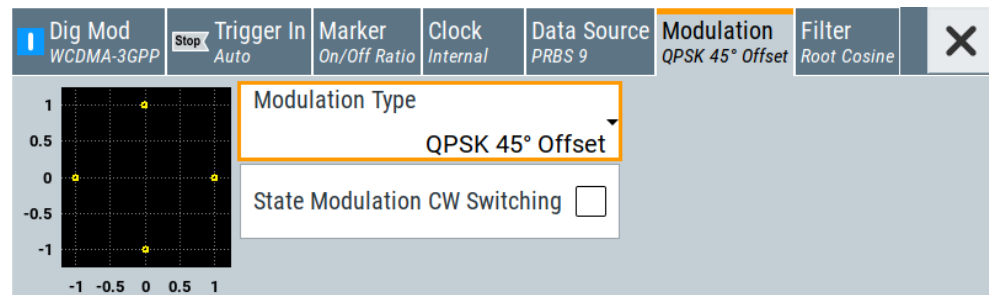 Dig Mod
WCDMA-3GPP
Stop
Trigger In
Auto
Marker
On/Off Ratio
Clock
Internal
Data Source
PRBS 9
Modulation
QPSK 45° Offset
Filter
Root Cosine
1
0.5
0
-0.5
-1
-1 -0.5 0 0.5 1
Modulation Type
QPSK 45° Offset
State Modulation CW Switching